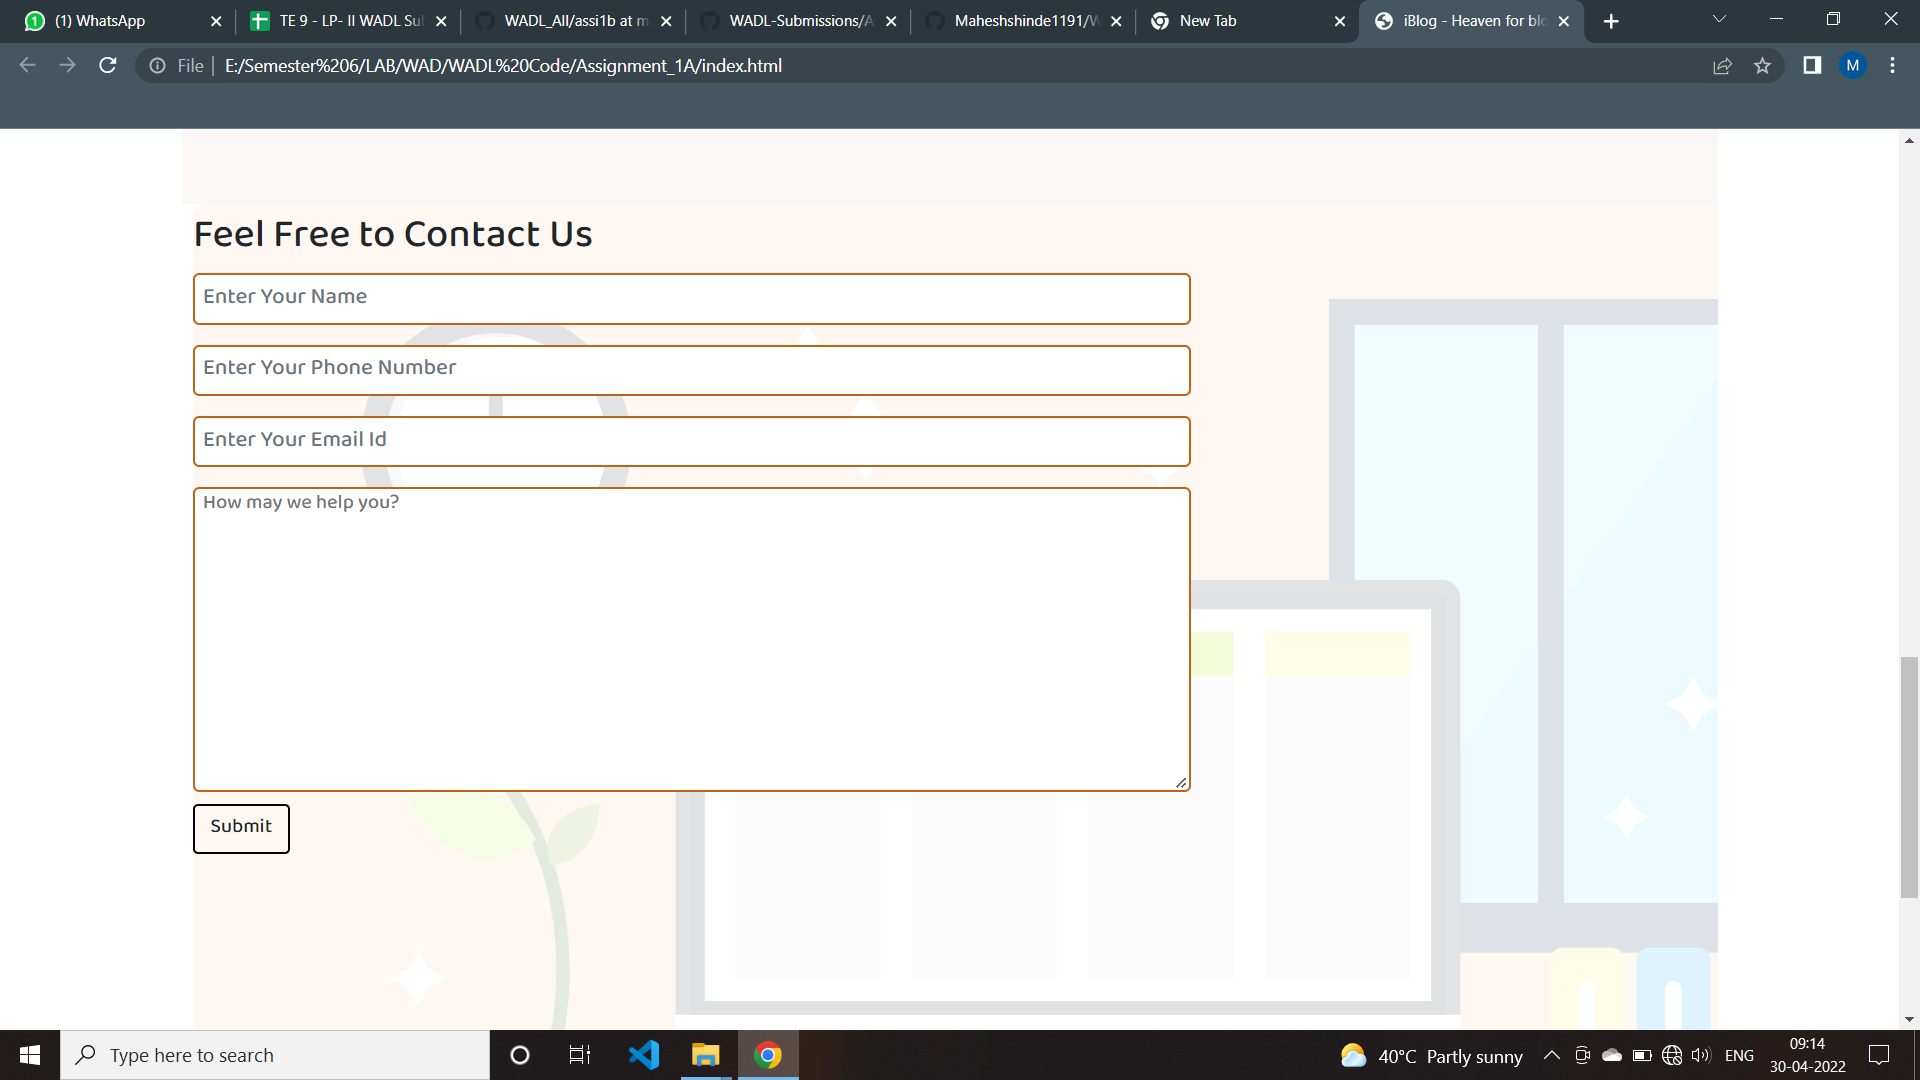 (1) WhatsApp
TE 9 - LP- II WADL Sub
WADL_All/assi1b at m
WADL-Submissions/A
Maheshshinde1191/W
New Tab
iBlog - Heaven for blo
File
E:/Semester%206/LAB/WAD/WADL%20Code/Assignment_1A/index.html
M
Feel Free to Contact Us
Enter Your Name
Enter Your Phone Number
Enter Your Email Id
How may we help you?
Submit
Type here to search
40°C Partly sunny
ENG
09:14
30-04-2022